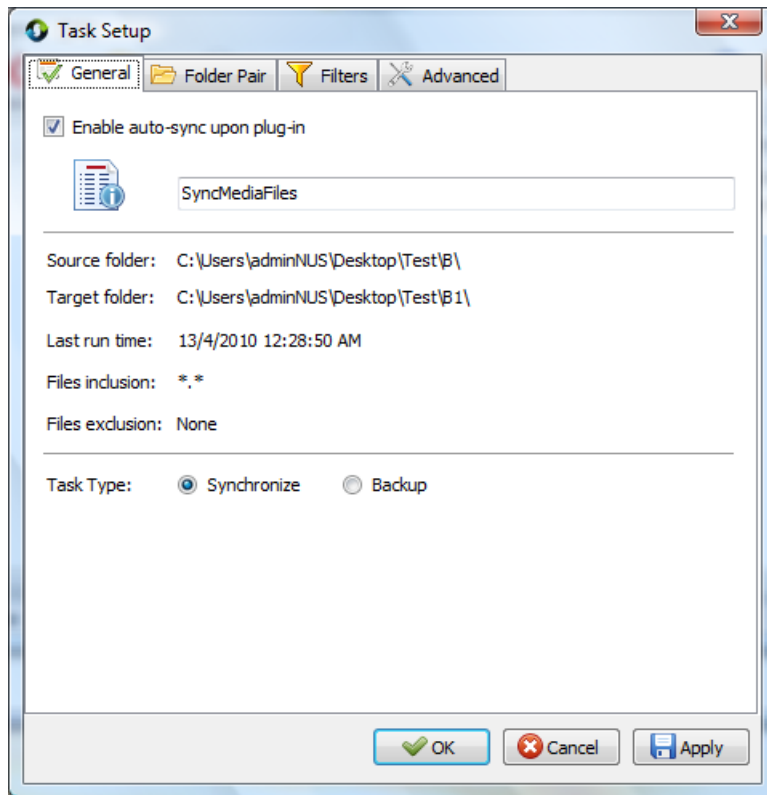 Task Setup
General Folder Pair Filters Advanced
Enable auto-sync upon plug-in
SyncMediaFiles
Source folder: C:\Users\adminNUS\Desktop\Test\B\
Target folder: C:\Users\adminNUS\Desktop\Test\B1\
Last run time: 13/4/2010 12:28:50 AM
Files inclusion: *.*
Files exclusion: None
Task Type: Synchronize Backup
OK Cancel Apply